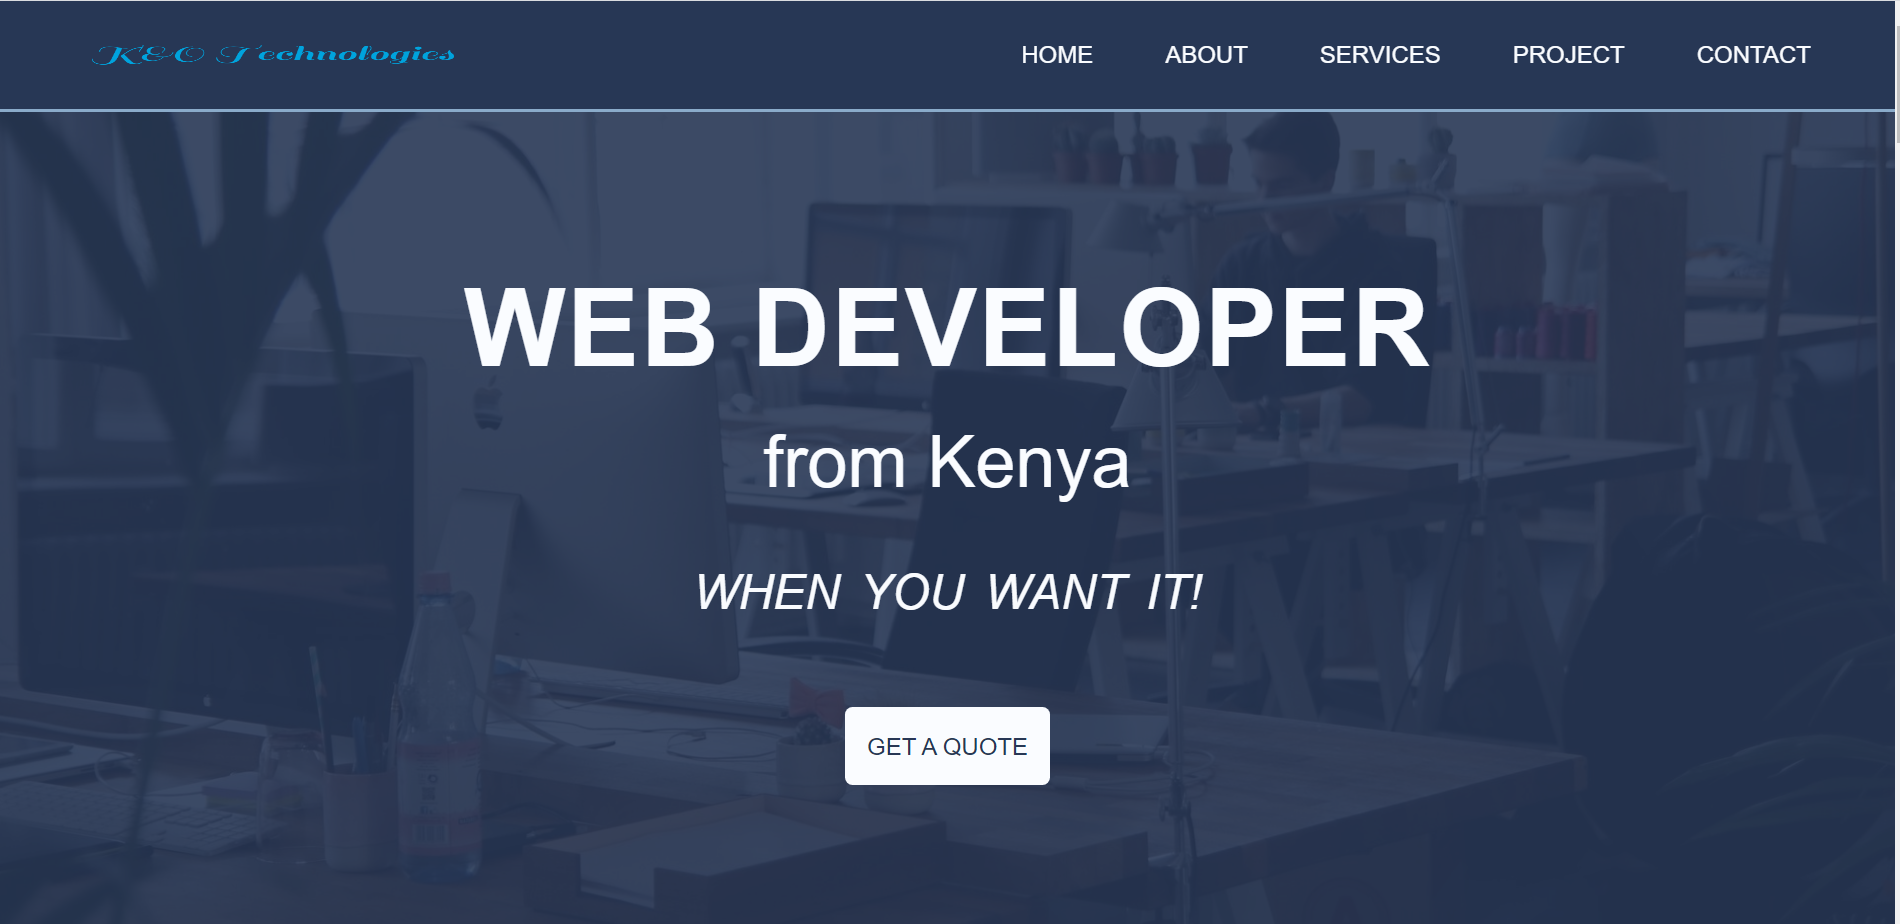 K&O Technologies
HOME ABOUT SERVICES PROJECT CONTACT
WEB DEVELOPER
from Kenya
WHEN YOU WANT IT!
GET A QUOTE